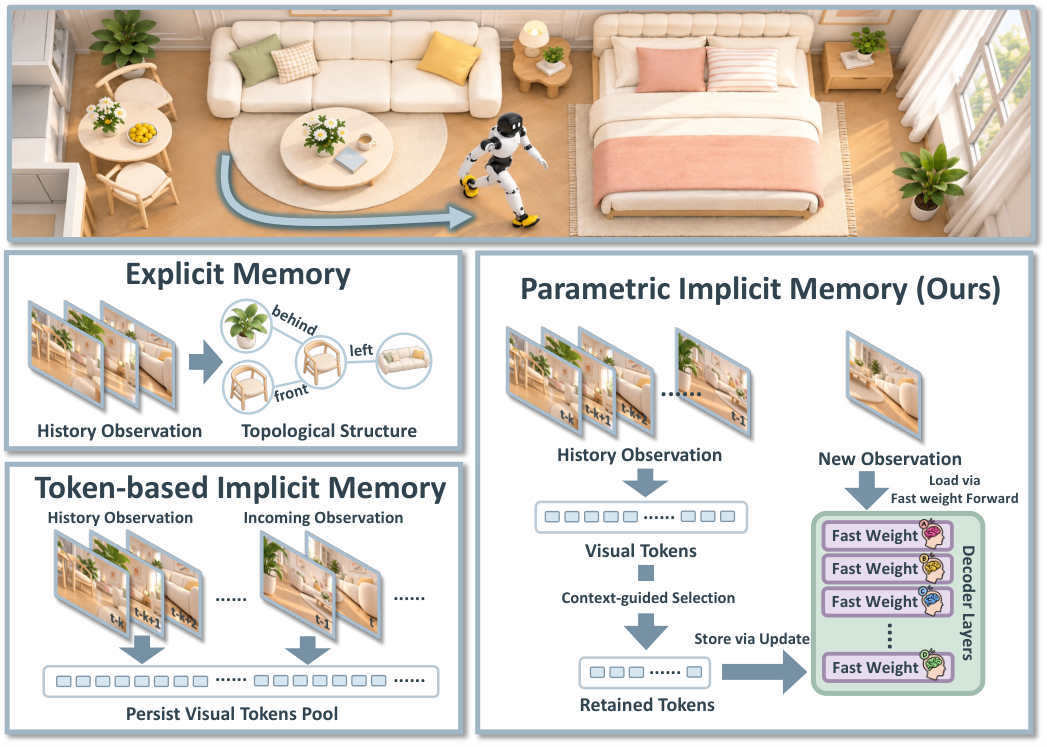 Explicit Memory
behind
left
front
History Observation
Topological Structure
Token-based Implicit Memory
History Observation
Incoming Observation
t-k
t-k+1
t-k+2
......
t-1
t
......
......
......
Persist Visual Tokens Pool
Parametric Implicit Memory (Ours)
t-k
t-k+1
t-k+2
......
t-1
History Observation
New Observation
Load via
Fast weight Forward
......
Visual Tokens
Context-guided Selection
Store via Update
......
Retained Tokens
A
Fast Weight
B
Fast Weight
C
Fast Weight
D
Fast Weight
Decoder Layers